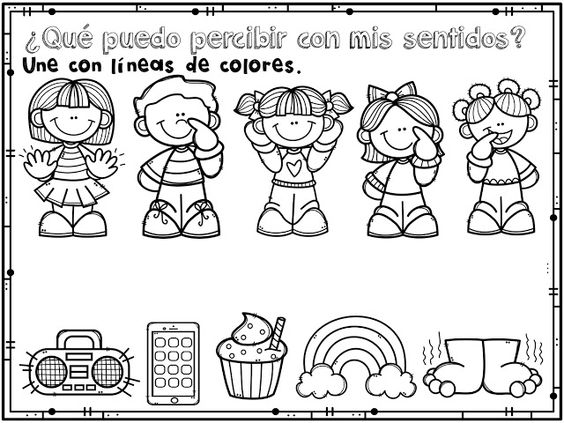 ¿Qué puedo percibir con mis sentidos?
Une con líneas de colores.